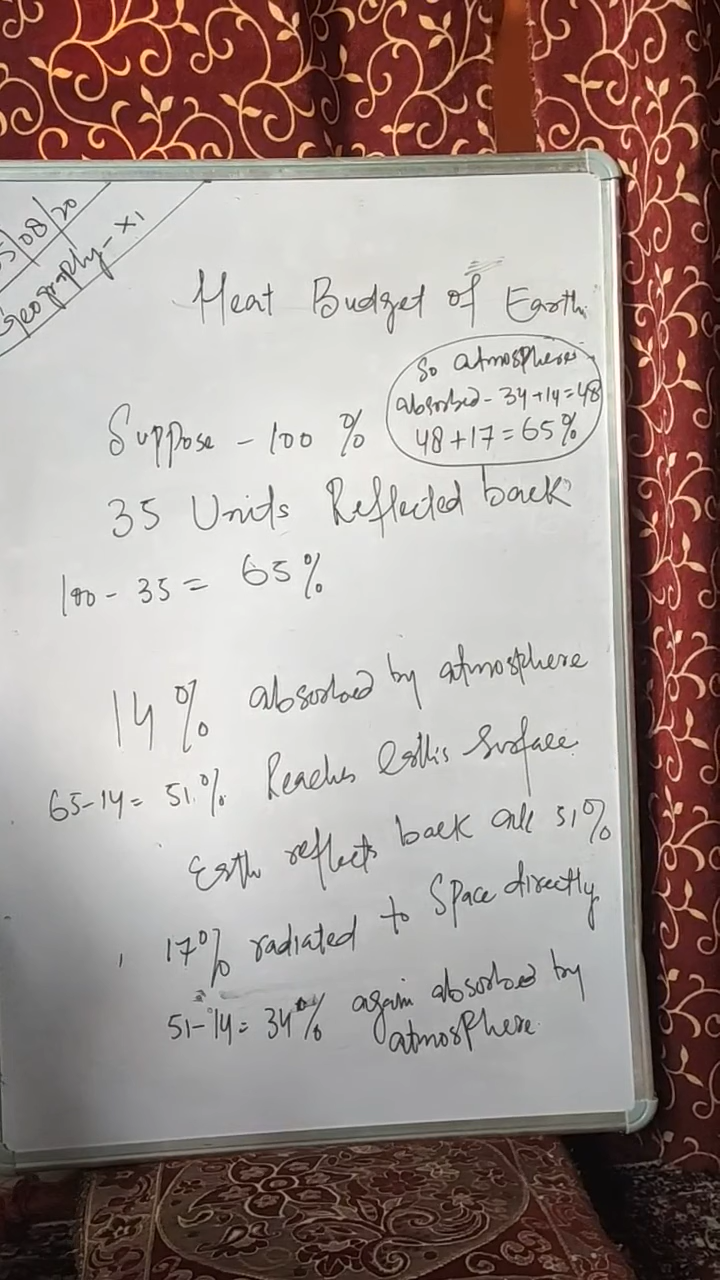 5/08/20
Geography - XI
Heat Budget of Earth
So atmosphere
absorbed - 34+14=48
48+17=65%
Suppose - 100 %
35 Units Reflected back
100 - 35 = 65%
14% absorbed by atmosphere
65-14= 51% Reaches Earth's Surface
Earth reflects back all 51%
17% radiated to Space directly
51-14= 34% again absorbed by
atmosphere